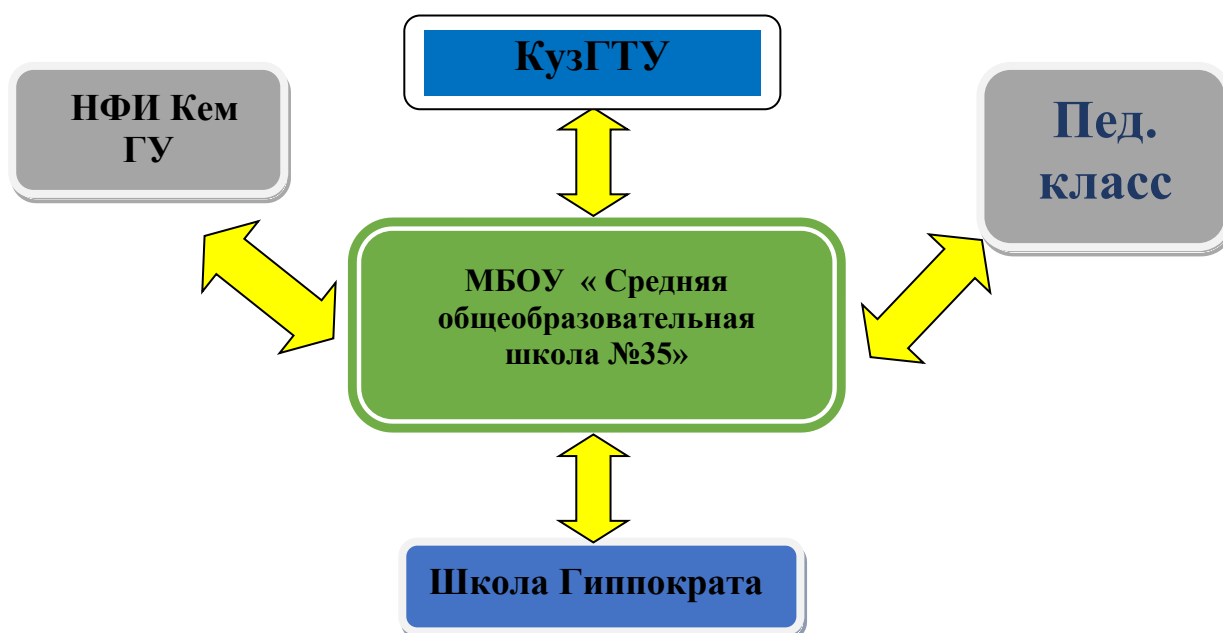 КузГТУ
НФИ Кем
ГУ
Пед.
класс
МБОУ « Средняя
общеобразовательная
школа №35»
Школа Гиппократа